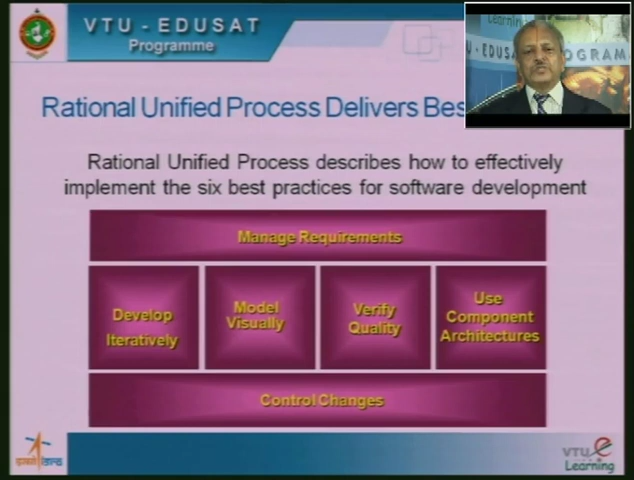 VTU - EDUSAT
Programme
Rational Unified Process Delivers Bes
Rational Unified Process describes how to effectively
implement the six best practices for software development
Manage Requirements
Develop
Iteratively
Model
Visually
Verify
Quality
Use
Component
Architectures
Control Changes
VTU e
Learning